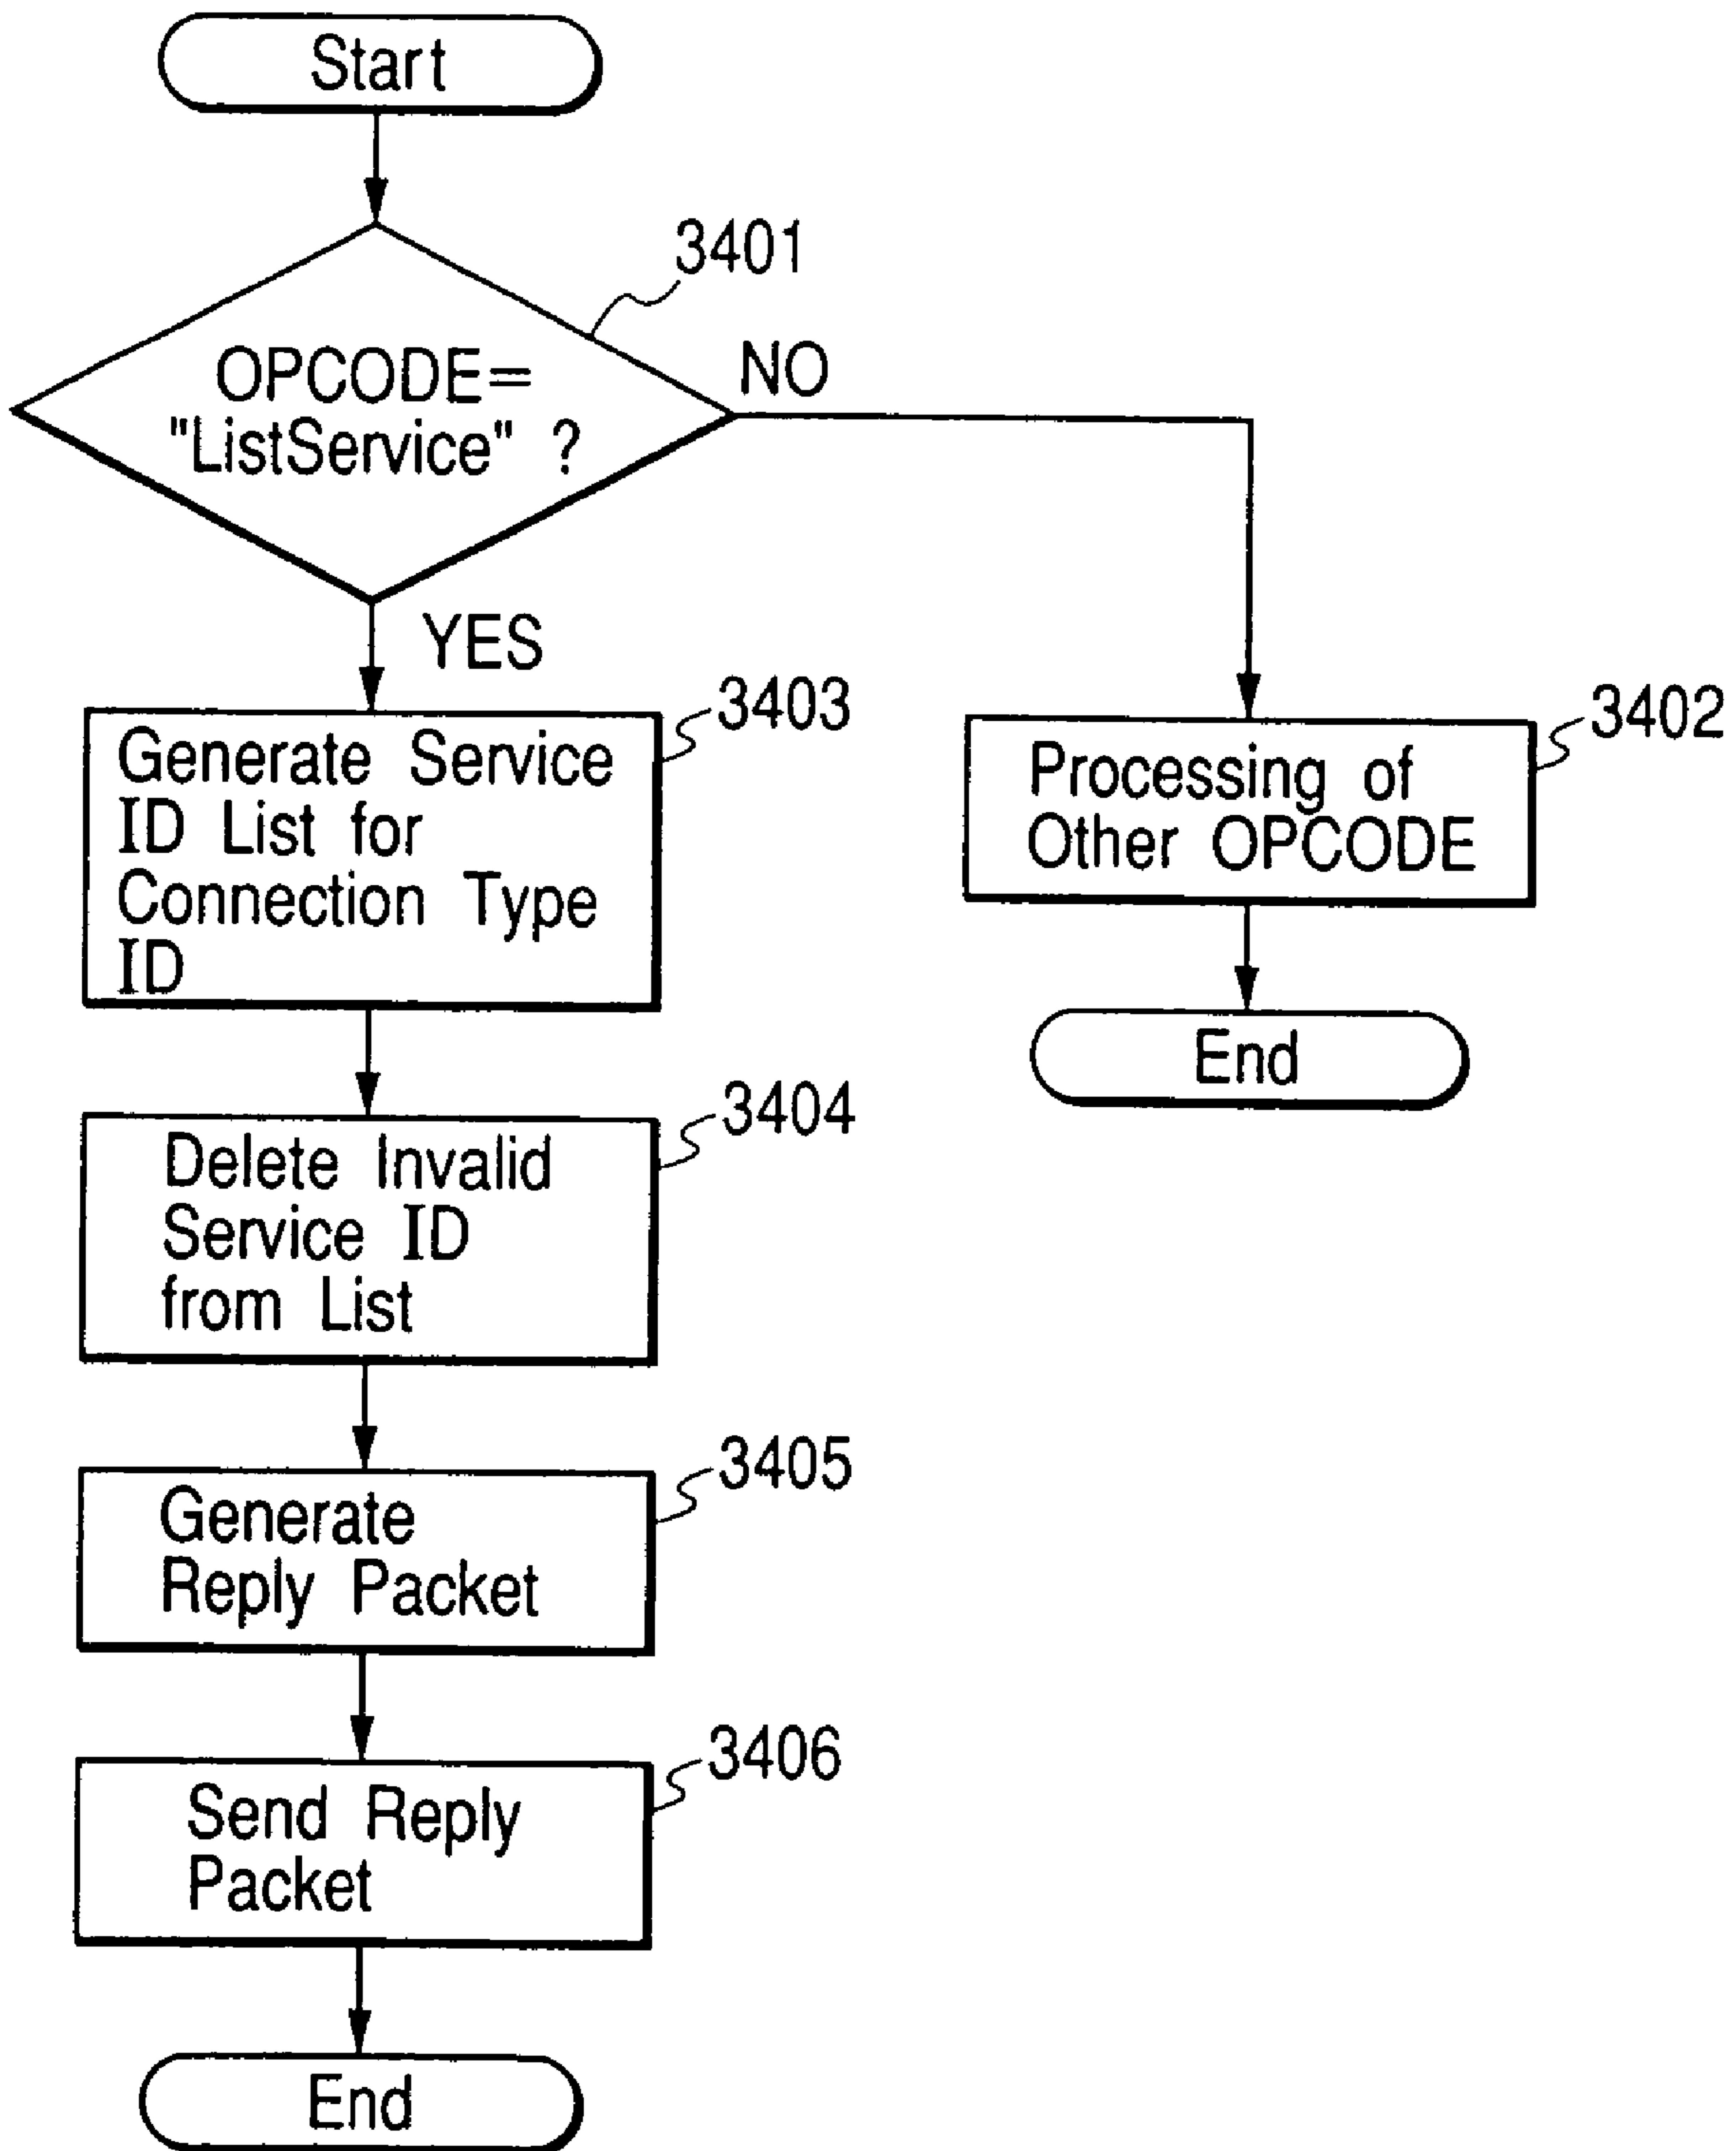 Start
3401
OPCODE=
"ListService" ?
NO
YES
3403
Generate Service
ID List for
Connection Type
ID
3402
Processing of
Other OPCODE
End
3404
Delete Invalid
Service ID
from List
3405
Generate
Reply Packet
3406
Send Reply
Packet
End